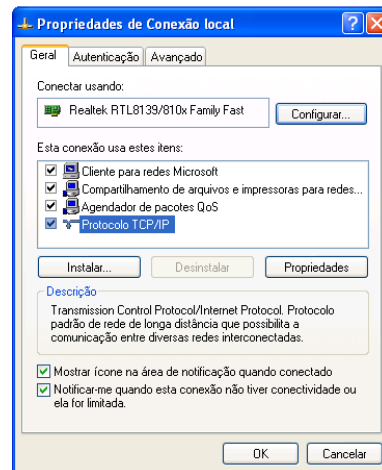 Propriedades de Conexão local
Geral Autenticação Avançado
Conectar usando:
Realtek RTL8139/810x Family Fast Configurar...
Esta conexão usa estes itens:
Cliente para redes Microsoft
Compartilhamento de arquivos e impressoras para redes...
Agendador de pacotes QoS
Protocolo TCP/IP
Instalar... Desinstalar Propriedades
Descrição
Transmission Control Protocol/Internet Protocol. Protocolo
padrão de rede de longa distância que possibilita a
comunicação entre diversas redes interconectadas.
Mostrar ícone na área de notificação quando conectado
Notificar-me quando esta conexão não tiver conectividade ou
ela for limitada.
OK Cancelar